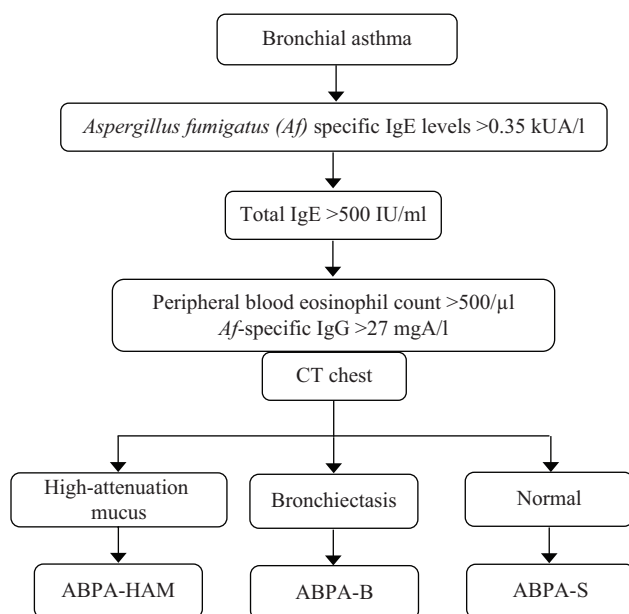 Bronchial asthma
Aspergillus fumigatus (Af) specific IgE levels >0.35 kUA/l
Total IgE >500 IU/ml
Peripheral blood eosinophil count >500/µl
Af-specific IgG >27 mgA/l
CT chest
High-attenuation
mucus
Bronchiectasis
Normal
ABPA-HAM
ABPA-B
ABPA-S